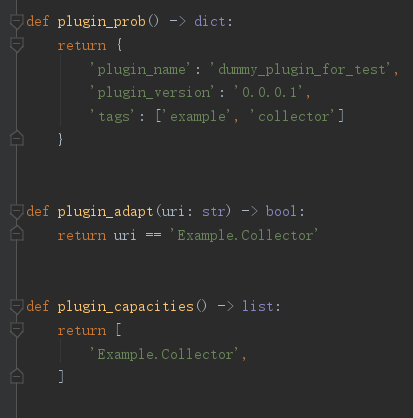 def plugin_prob() -> dict:
    return {
        'plugin_name': 'dummy_plugin_for_test',
        'plugin_version': '0.0.0.1',
        'tags': ['example', 'collector']
    }
def plugin_adapt(uri: str) -> bool:
    return uri == 'Example.Collector'
def plugin_capacities() -> list:
    return [
        'Example.Collector',
    ]